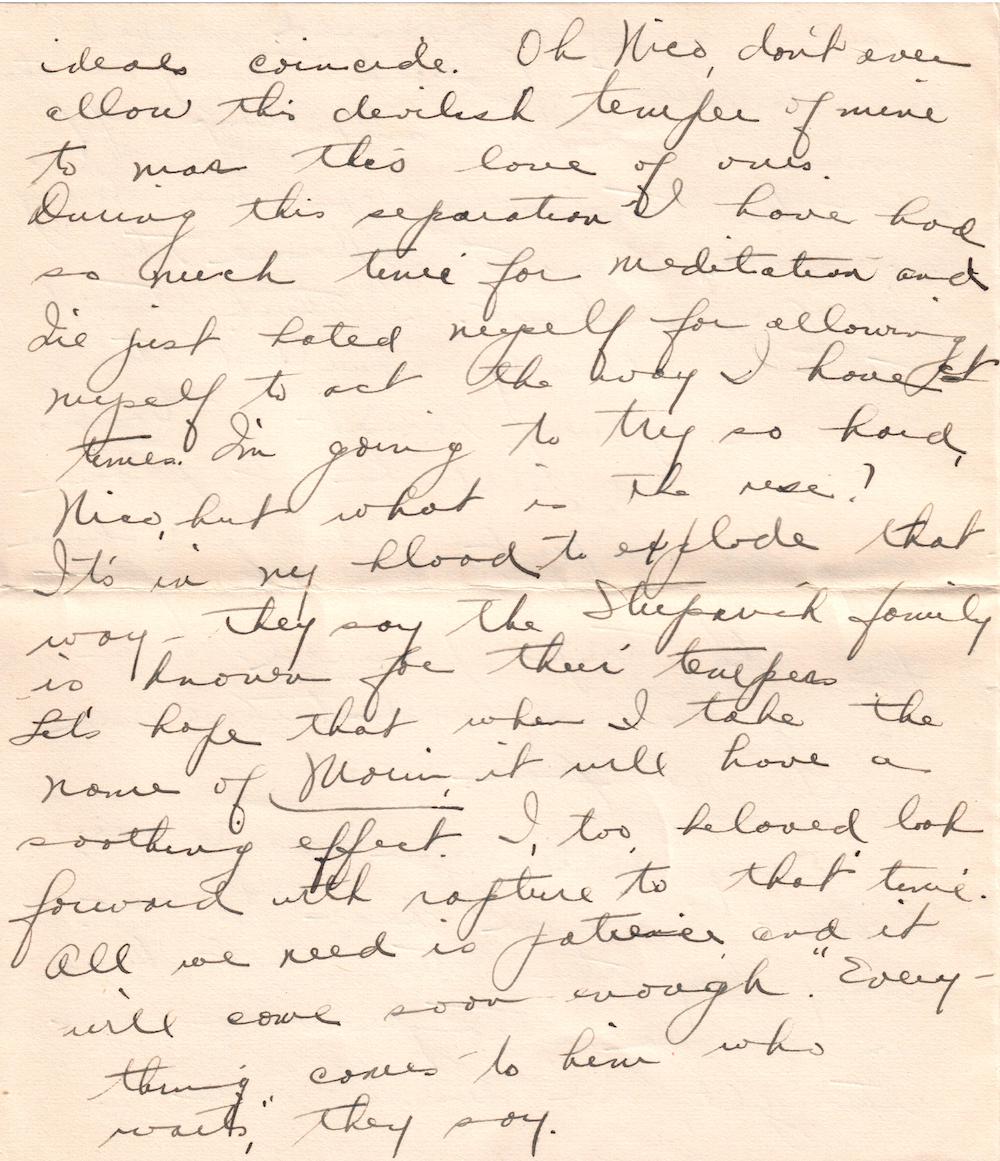 ideals coincide. Oh Nico, don't ever
allow this devilish temper of mine
to mar this love of ours.
During this separation I have had
so much time for meditation and
I've just hated myself for allowing
myself to act the way I have at
times. I'm going to try so hard,
Nico, but what is the use?
It's in my blood to explode that
way - they say the family
is known for their tempers
Let's hope that when I take the
name of Morin, it will have a
soothing effect. I, too, beloved, look
forward with rapture to that time.
All we need is patience and it
will come soon enough. "Every-
thing comes to him who
waits," they say.